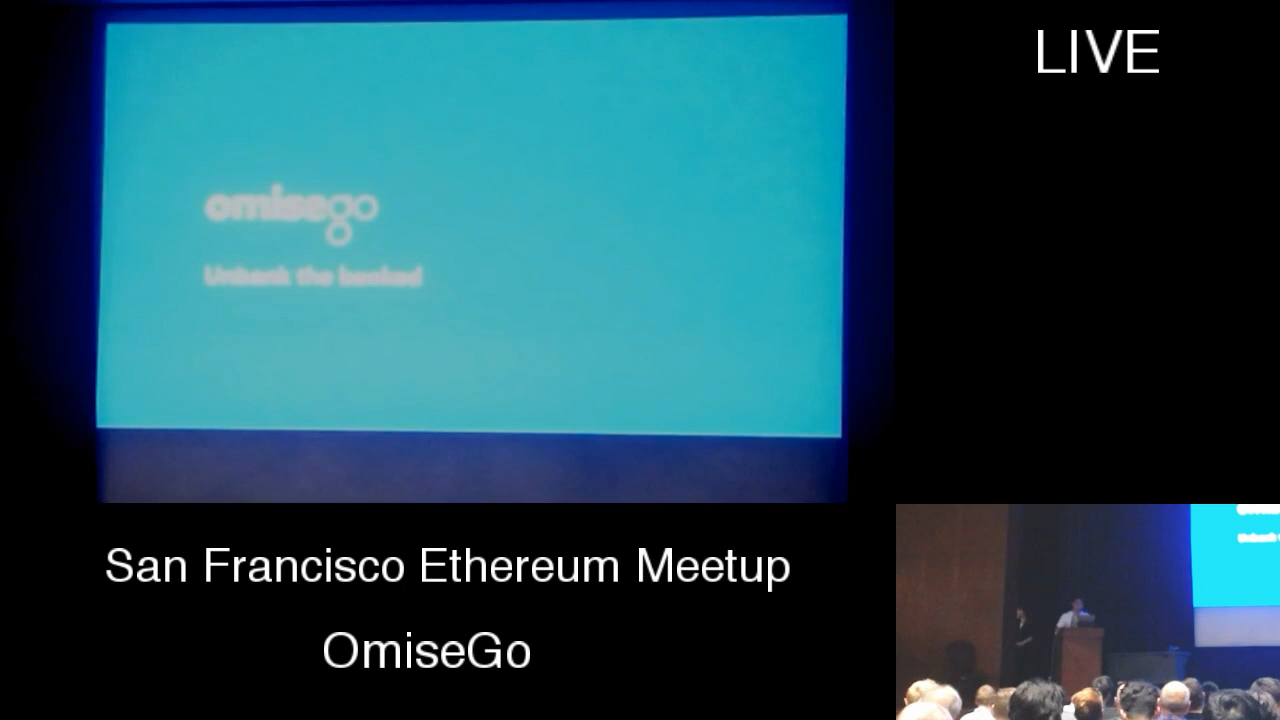 LIVE
omisego
Unbank the banked
San Francisco Ethereum Meetup
OmiseGo